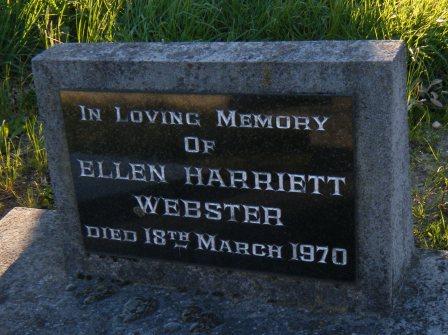 In Loving Memory
Of
ELLEN HARRIETT
WEBSTER
DIED 18TH MARCH 1970